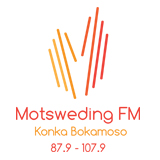 Motsweding FM
Konka Bokamoso
87.9 - 107.9